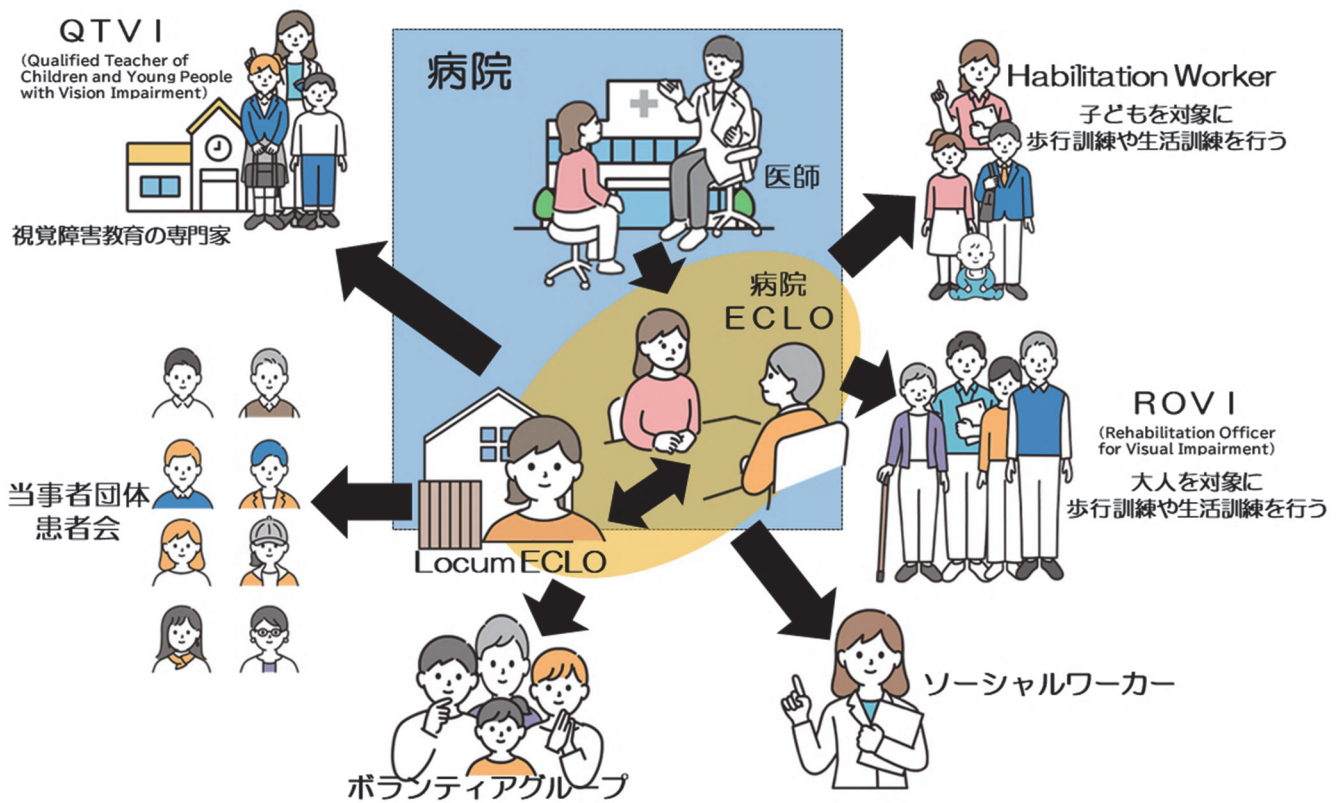 QTVI
(Qualified Teacher of
Children and Young People
with Vision Impairment)
視覚障害教育の専門家
病院
医師
Habilitation Worker
子どもを対象に
歩行訓練や生活訓練を行う
病院
ECLO
ROVI
(Rehabilitation Officer
for Visual Impairment)
大人を対象に
歩行訓練や生活訓練を行う
当事者団体
患者会
Locum ECLO
ソーシャルワーカー
ボランティアグループ